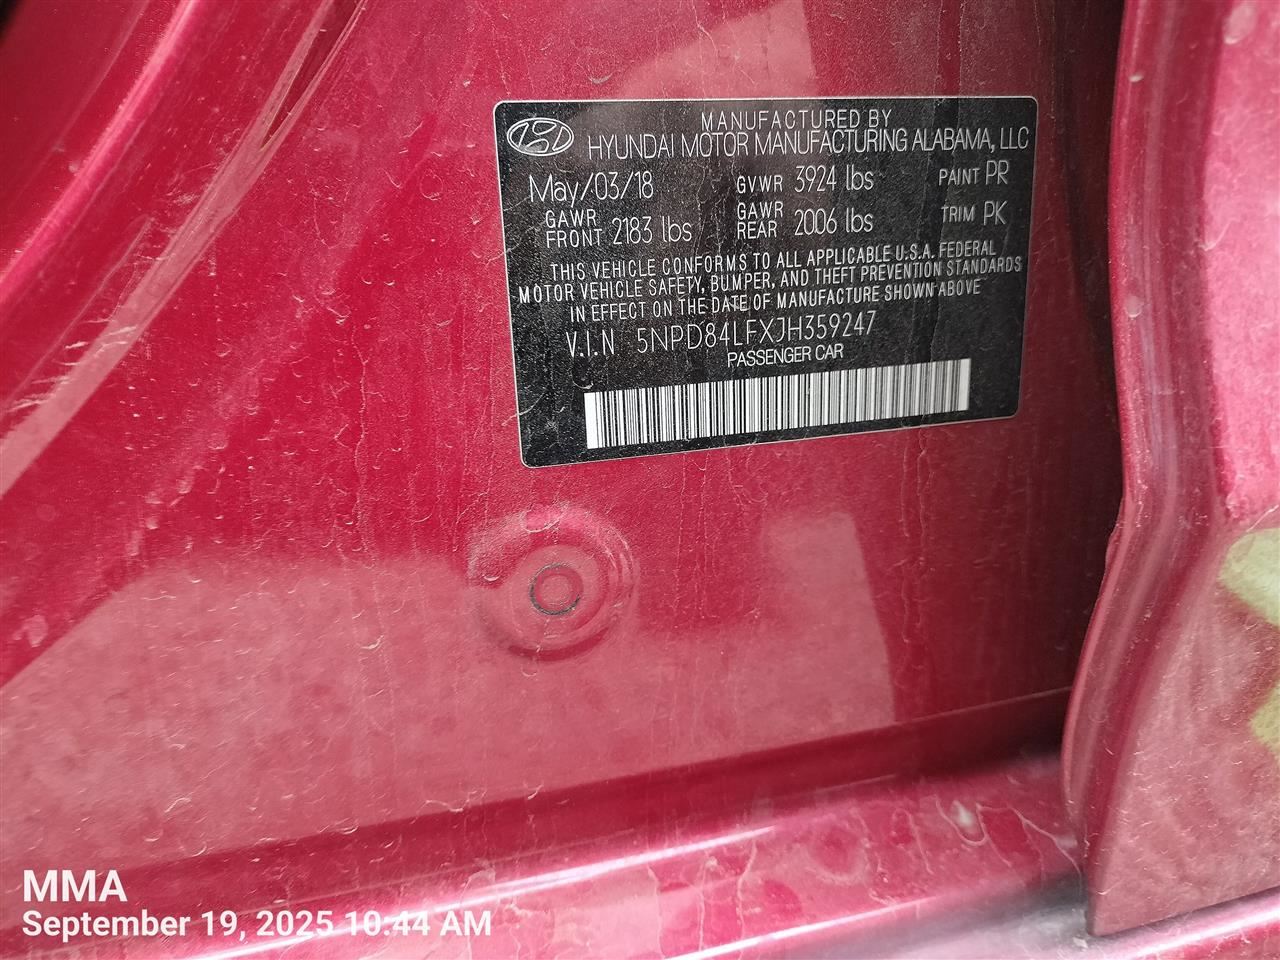 MANUFACTURED BY
HYUNDAI MOTOR MANUFACTURING ALABAMA, LLC
May/03/18 GVWR 3924 lbs PAINT PR
GAWR FRONT 2183 lbs GAWR REAR 2006 lbs TRIM PK
THIS VEHICLE CONFORMS TO ALL APPLICABLE U.S.A. FEDERAL
MOTOR VEHICLE SAFETY, BUMPER, AND THEFT PREVENTION STANDARDS
IN EFFECT ON THE DATE OF MANUFACTURE SHOWN ABOVE
V.I.N 5NPD84LFXJH359247
PASSENGER CAR
MMA
September 19, 2025 10:44 AM